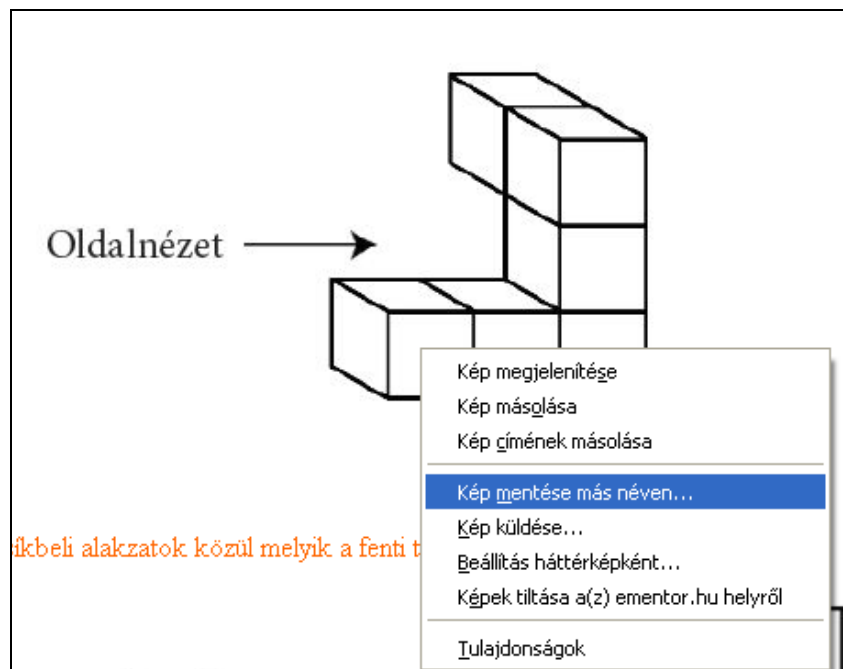 Oldalnézet
Kép megjelenítése
Kép másolása
Kép címének másolása
Kép mentése más néven...
íkbeli alakzatok közül melyik a fenti t
Kép küldése...
Beállítás háttérképként...
Képek tiltása a(z) ementor.hu helyről
Tulajdonságok